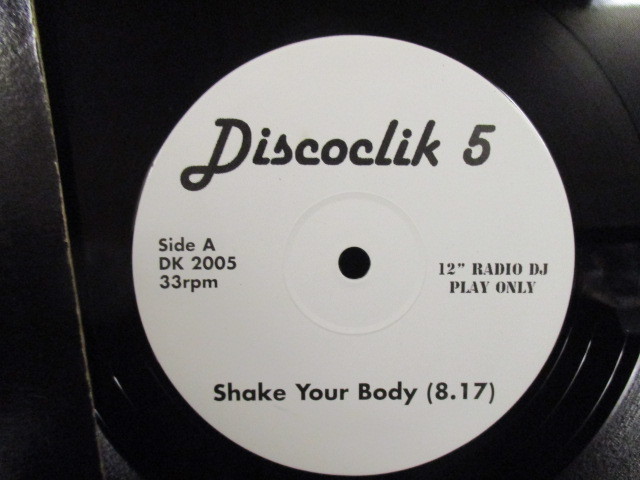 Discoclik 5
Side A
DK 2005
33rpm
12” RADIO DJ
PLAY ONLY
Shake Your Body (8.17)